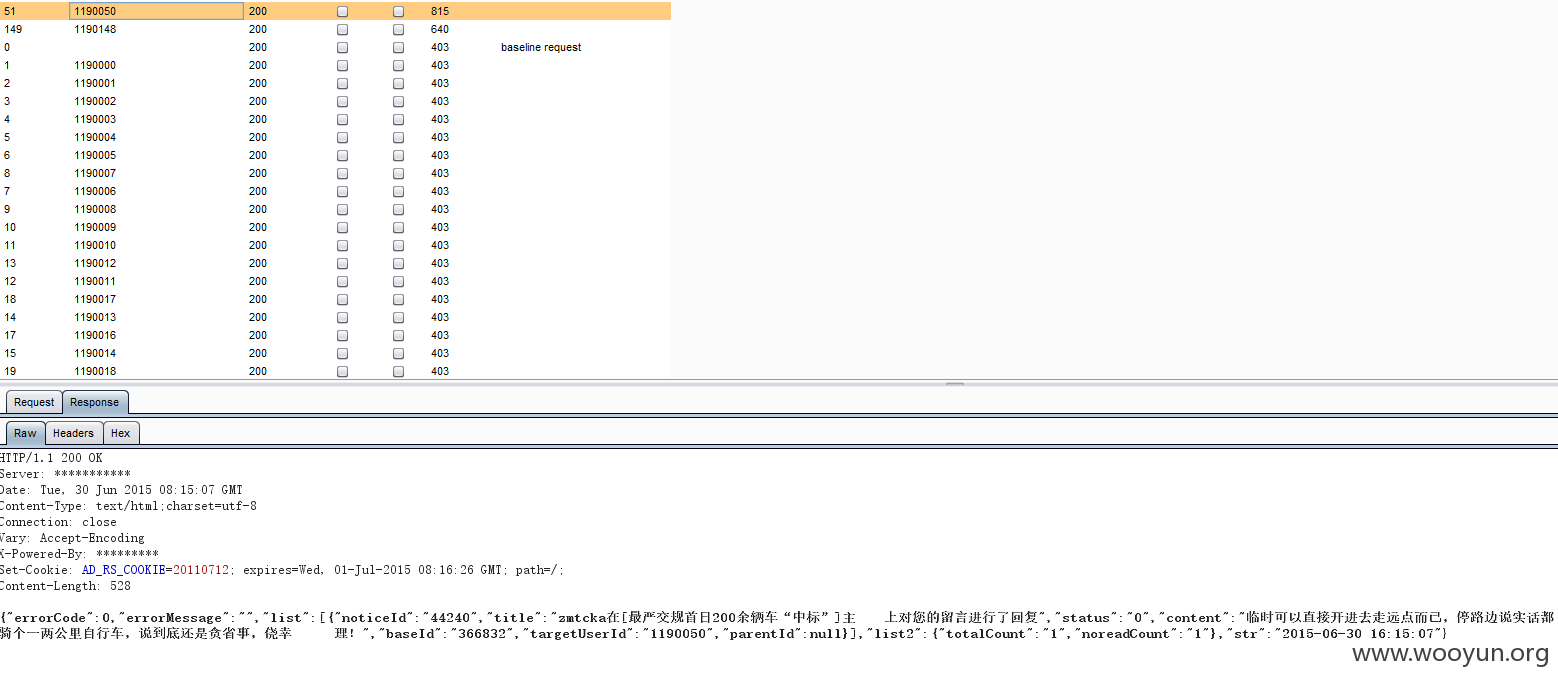 51 1190050 200 815
149 1190148 200 640
0 200 403 baseline request
1 1190000 200 403
2 1190001 200 403
3 1190002 200 403
4 1190003 200 403
5 1190004 200 403
6 1190005 200 403
8 1190007 200 403
7 1190006 200 403
9 1190008 200 403
10 1190009 200 403
11 1190010 200 403
13 1190012 200 403
12 1190011 200 403
18 1190017 200 403
14 1190013 200 403
17 1190016 200 403
15 1190014 200 403
19 1190018 200 403
Request Response
Raw Headers Hex
HTTP/1.1 200 OK
Server: ***********
Date: Tue, 30 Jun 2015 08:15:07 GMT
Content-Type: text/html;charset=utf-8
Connection: close
Vary: Accept-Encoding
X-Powered-By: *********
Set-Cookie: AD_RS_COOKIE=20110712; expires=Wed, 01-Jul-2015 08:16:26 GMT; path=/;
Content-Length: 528
{"errorCode":0,"errorMessage":"","list":[{"noticeId":"44240","title":"zmtcka在[最严交规首日200余辆车“中标”]主 上对您的留言进行了回复","status":"0","content":"临时可以直接开进去走远点而已，停路边说实话都
骑个一两公里自行车，说到底还是贪省事，侥幸 理！","baseId":"366832","targetUserId":"1190050","parentId":null}],"list2":{"totalCount":"1","noreadCount":"1"},"str":"2015-06-30 16:15:07"}
www.wooyun.org